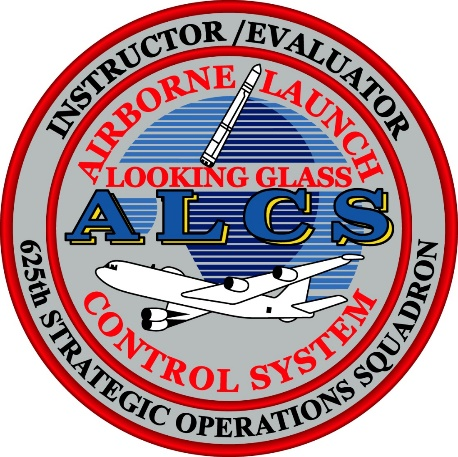 INSTRUCTOR /EVALUATOR
AIRBORNE LAUNCH
LOOKING GLASS
ALCS
CONTROL SYSTEM
625th STRATEGIC OPERATIONS SQUADRON